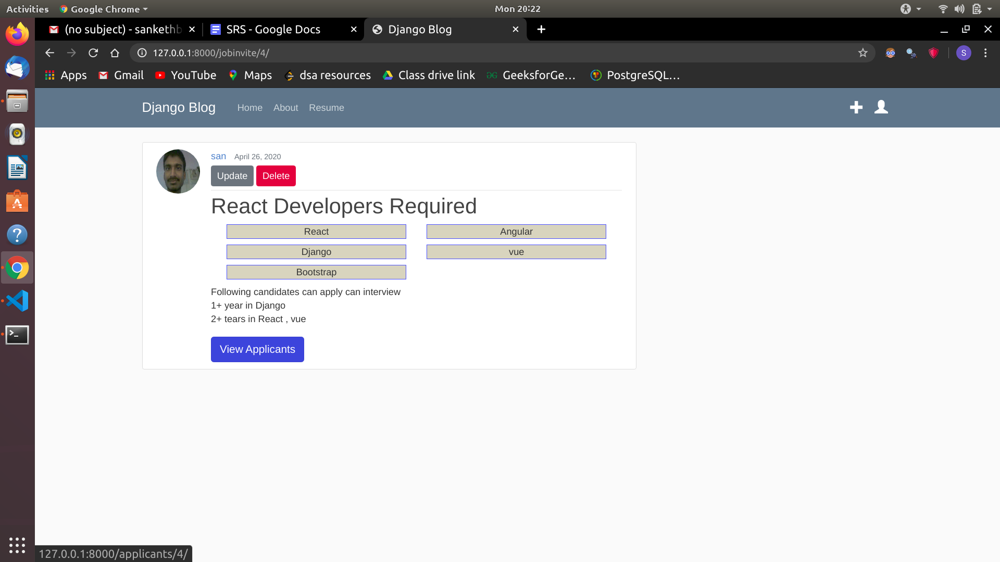 Activities Google Chrome Mon 20:22
(no subject) - sankethb SRS - Google Docs Django Blog
127.0.0.1:8000/jobinvite/4/ S
Apps Gmail YouTube Maps dsa resources Class drive link GeeksforGe... PostgreSQL...
Django Blog Home About Resume
san April 26, 2020
Update Delete
React Developers Required
React Angular
Django vue
Bootstrap
Following candidates can apply can interview
1+ year in Django
2+ tears in React , vue
View Applicants
127.0.0.1:8000/applicants/4/